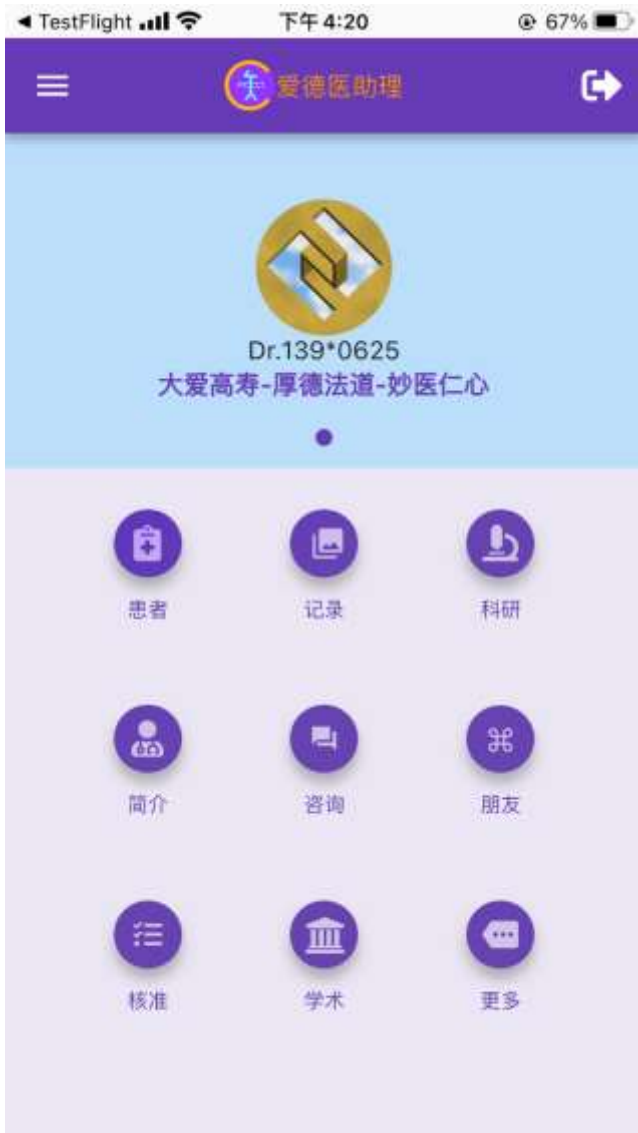 TestFlight 下午4:20 67%
爱德医助理
Dr.139*0625
大爱高寿-厚德法道-妙医仁心
患者 记录 科研
简介 咨询 朋友
核准 学术 更多